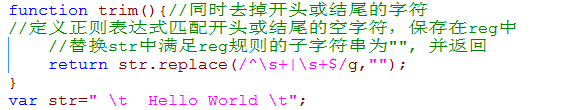 function trim(){//同时去掉开头或结尾的字符
//定义正则表达式匹配开头或结尾的空字符，保存在reg中
//替换str中满足reg规则的子字符串为"", 并返回
return str.replace(/^\s+|\s+$/g,"");
}
var str=" \t  Hello World \t";